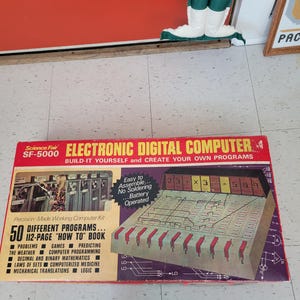 PAC
Science Fair
SF-5000
ELECTRONIC DIGITAL COMPUTER
BUILD-IT YOURSELF and CREATE YOUR OWN PROGRAMS
Easy to
Assemble
No Soldering
Battery
Operated
Precision-Made Working Computer Kit
50 DIFFERENT PROGRAMS...
112-PAGE "HOW TO" BOOK
■ PROBLEMS ■ GAMES ■ PREDICTING
THE WEATHER ■ COMPUTER PROGRAMMING
■ DECIMAL AND BINARY MATHEMATICS
■ LAWS OF SETS ■ COMPUTERIZED MEDICINE
■ MECHANICAL TRANSLATIONS ■ LOGIC